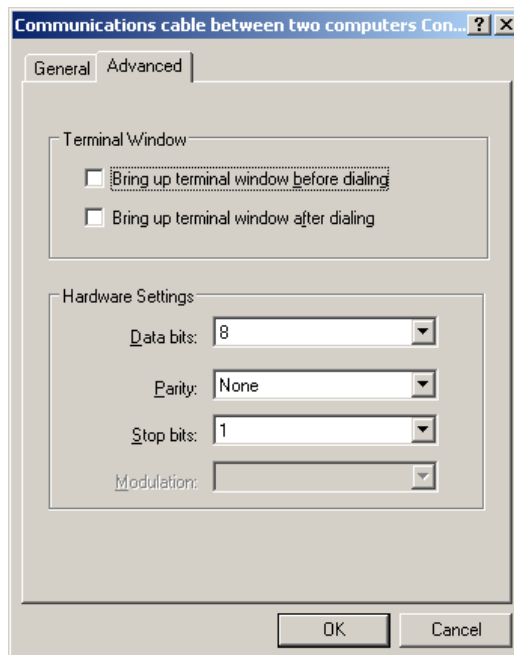 Communications cable between two computers Con... ? X
General Advanced
Terminal Window
Bring up terminal window before dialing
Bring up terminal window after dialing
Hardware Settings
Data bits: 8
Parity: None
Stop bits: 1
Modulation:
OK Cancel